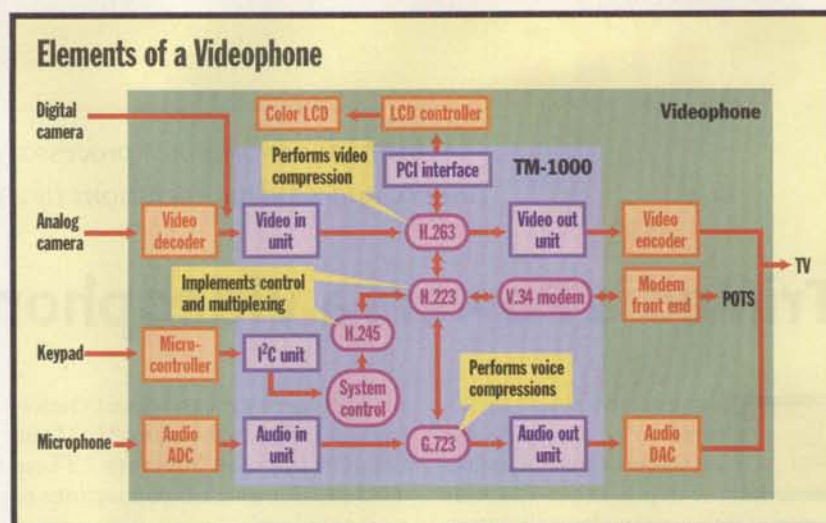 Elements of a Videophone
Digital
camera
Color LCD
LCD controller
Videophone
Performs video
compression
PCI interface
TM-1000
Analog
camera
Video
decoder
Video in
unit
H.263
Video out
unit
Video
encoder
TV
Implements control
and multiplexing
H.223
V.34 modem
Modem
front end
POTS
H.245
Keypad
Micro-
controller
I²C unit
System
control
Performs voice
compressions
Microphone
Audio
ADC
Audio in
unit
G.723
Audio out
unit
Audio
DAC